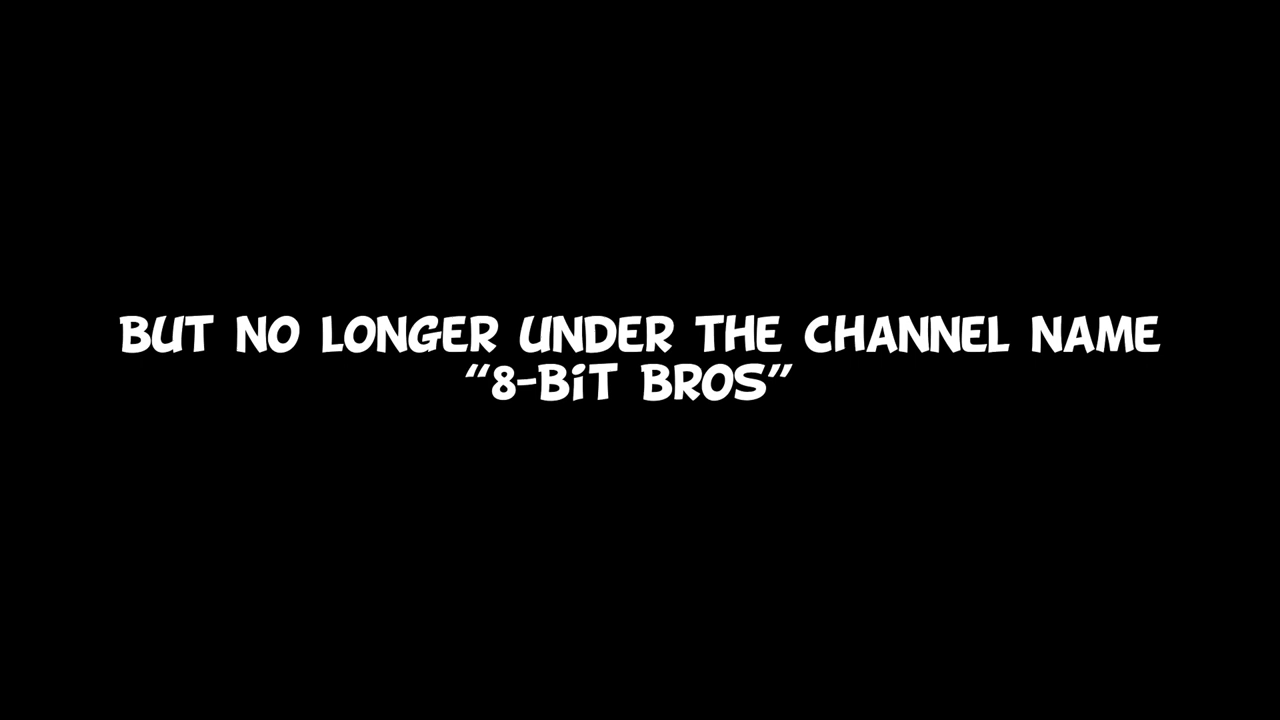 BUT NO LONGER UNDER THE CHANNEL NAME
“8-BiT BROS”